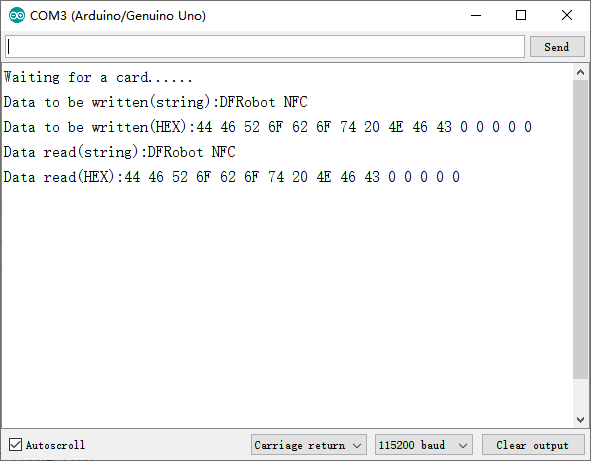 COM3 (Arduino/Genuino Uno)
Send
Waiting for a card......
Data to be written(string):DFRobot NFC
Data to be written(HEX):44 46 52 6F 62 6F 74 20 4E 46 43 0 0 0 0 0
Data read(string):DFRobot NFC
Data read(HEX):44 46 52 6F 62 6F 74 20 4E 46 43 0 0 0 0 0
Autoscroll Carriage return 115200 baud Clear output